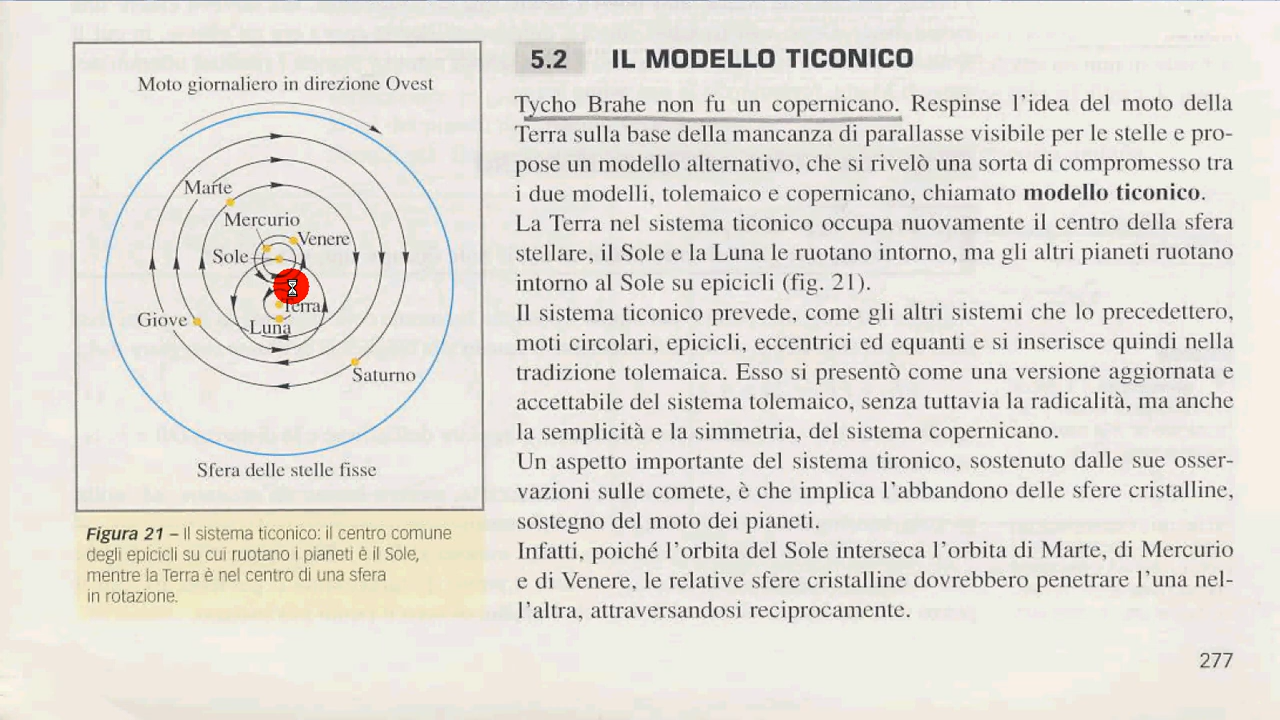 Moto giornaliero in direzione Ovest
Marte
Mercurio
Venere
Sole
Terra
Luna
Giove
Saturno
Sfera delle stelle fisse
Figura 21 – Il sistema ticonico: il centro comune
degli epicicli su cui ruotano i pianeti è il Sole,
mentre la Terra è nel centro di una sfera
in rotazione.
5.2 IL MODELLO TICONICO
Tycho Brahe non fu un copernicano. Respinse l'idea del moto della
Terra sulla base della mancanza di parallasse visibile per le stelle e pro-
pose un modello alternativo, che si rivelò una sorta di compromesso tra
i due modelli, tolemaico e copernicano, chiamato modello ticonico.
La Terra nel sistema ticonico occupa nuovamente il centro della sfera
stellare, il Sole e la Luna le ruotano intorno, ma gli altri pianeti ruotano
intorno al Sole su epicicli (fig. 21).
Il sistema ticonico prevede, come gli altri sistemi che lo precedettero,
moti circolari, epicicli, eccentrici ed equanti e si inserisce quindi nella
tradizione tolemaica. Esso si presentò come una versione aggiornata e
accettabile del sistema tolemaico, senza tuttavia la radicalità, ma anche
la semplicità e la simmetria, del sistema copernicano.
Un aspetto importante del sistema tironico, sostenuto dalle sue osser-
vazioni sulle comete, è che implica l'abbandono delle sfere cristalline,
sostegno del moto dei pianeti.
Infatti, poiché l'orbita del Sole interseca l'orbita di Marte, di Mercurio
e di Venere, le relative sfere cristalline dovrebbero penetrare l'una nel-
l'altra, attraversandosi reciprocamente.
277